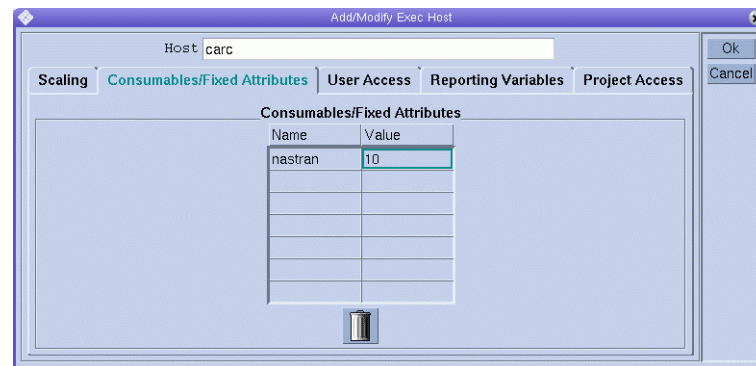 Add/Modify Exec Host
Host carc
Ok
Cancel
Scaling Consumables/Fixed Attributes User Access Reporting Variables Project Access
Consumables/Fixed Attributes
Name Value
nastran 10